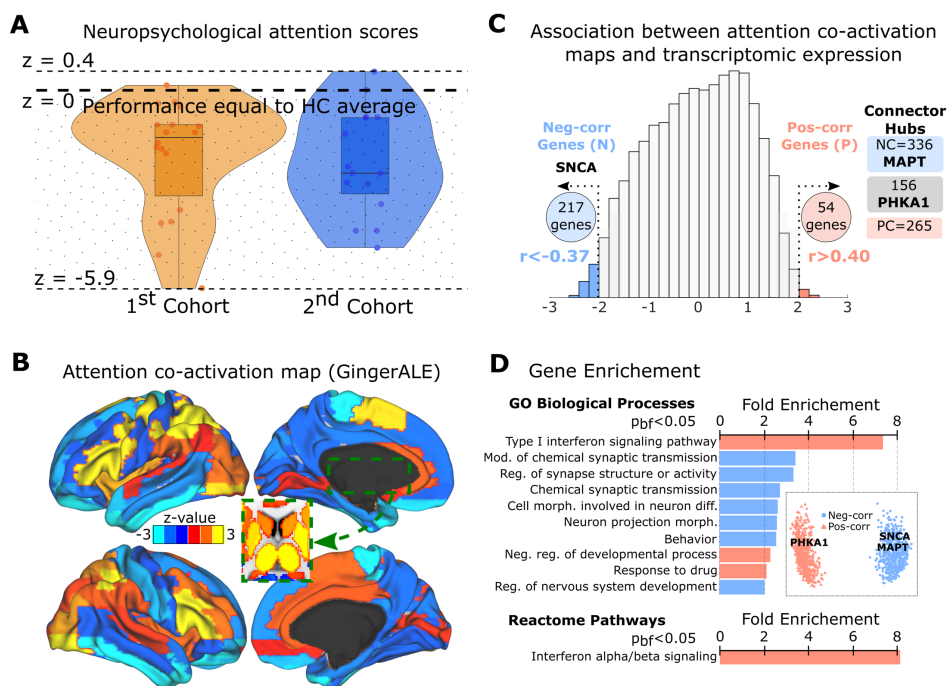 A
Neuropsychological attention scores
z = 0.4
z = 0
Performance equal to HC average
z = -5.9
1st Cohort
2nd Cohort
B
Attention co-activation map (GingerALE)
z-value
-3
3
C
Association between attention co-activation
maps and transcriptomic expression
Neg-corr
Genes (N)
SNCA
217
genes
r<-0.37
Pos-corr
Genes (P)
54
genes
r>0.40
Connector
Hubs
NC=336
MAPT
156
PHKA1
PC=265
-3 -2 -1 0 1 2 3
D
Gene Enrichement
GO Biological Processes
pbf<0.05
Fold Enrichement
0 2 4 6 8
Type I interferon signaling pathway
Mod. of chemical synaptic transmission
Reg. of synapse structure or activity
Chemical synaptic transmission
Cell morph. involved in neuron diff.
Neuron projection morph.
Behavior
Neg. reg. of developmental process
Response to drug
Reg. of nervous system development
Neg-corr
Pos-corr
PHKA1
SNCA
MAPT
Reactome Pathways
pbf<0.05
Fold Enrichement
0 2 4 6 8
Interferon alpha/beta signaling